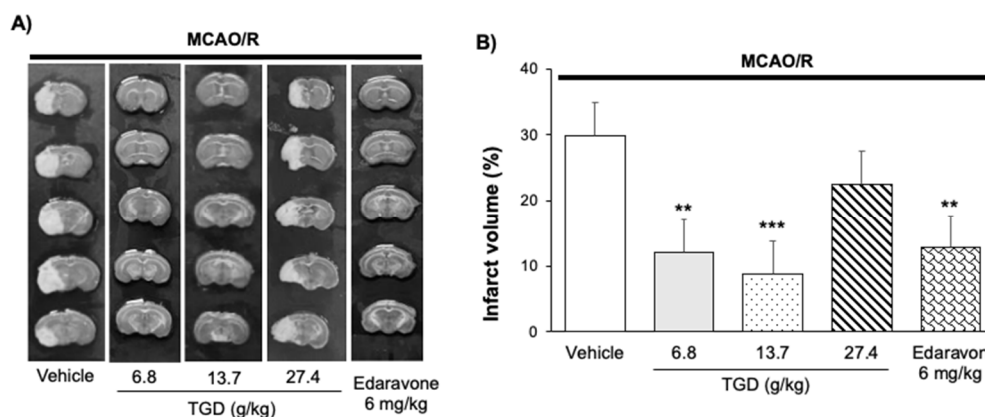 A)
MCAO/R
Vehicle
6.8 13.7 27.4
TGD (g/kg)
Edaravone
6 mg/kg
B)
MCAO/R
Infarct volume (%)
40
30
20
10
0
**
***
**
Vehicle
6.8 13.7 27.4
TGD (g/kg)
Edaravone
6 mg/kg